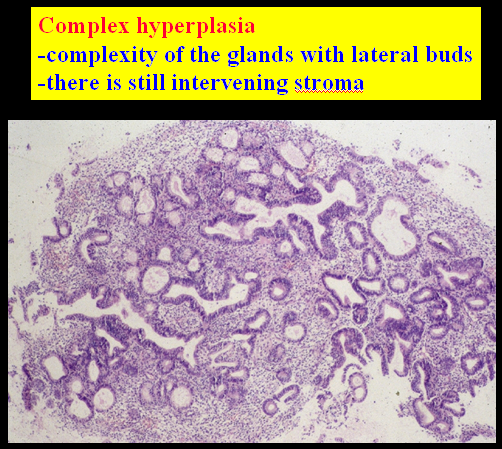 Complex hyperplasia
-complexity of the glands with lateral buds
-there is still intervening stroma